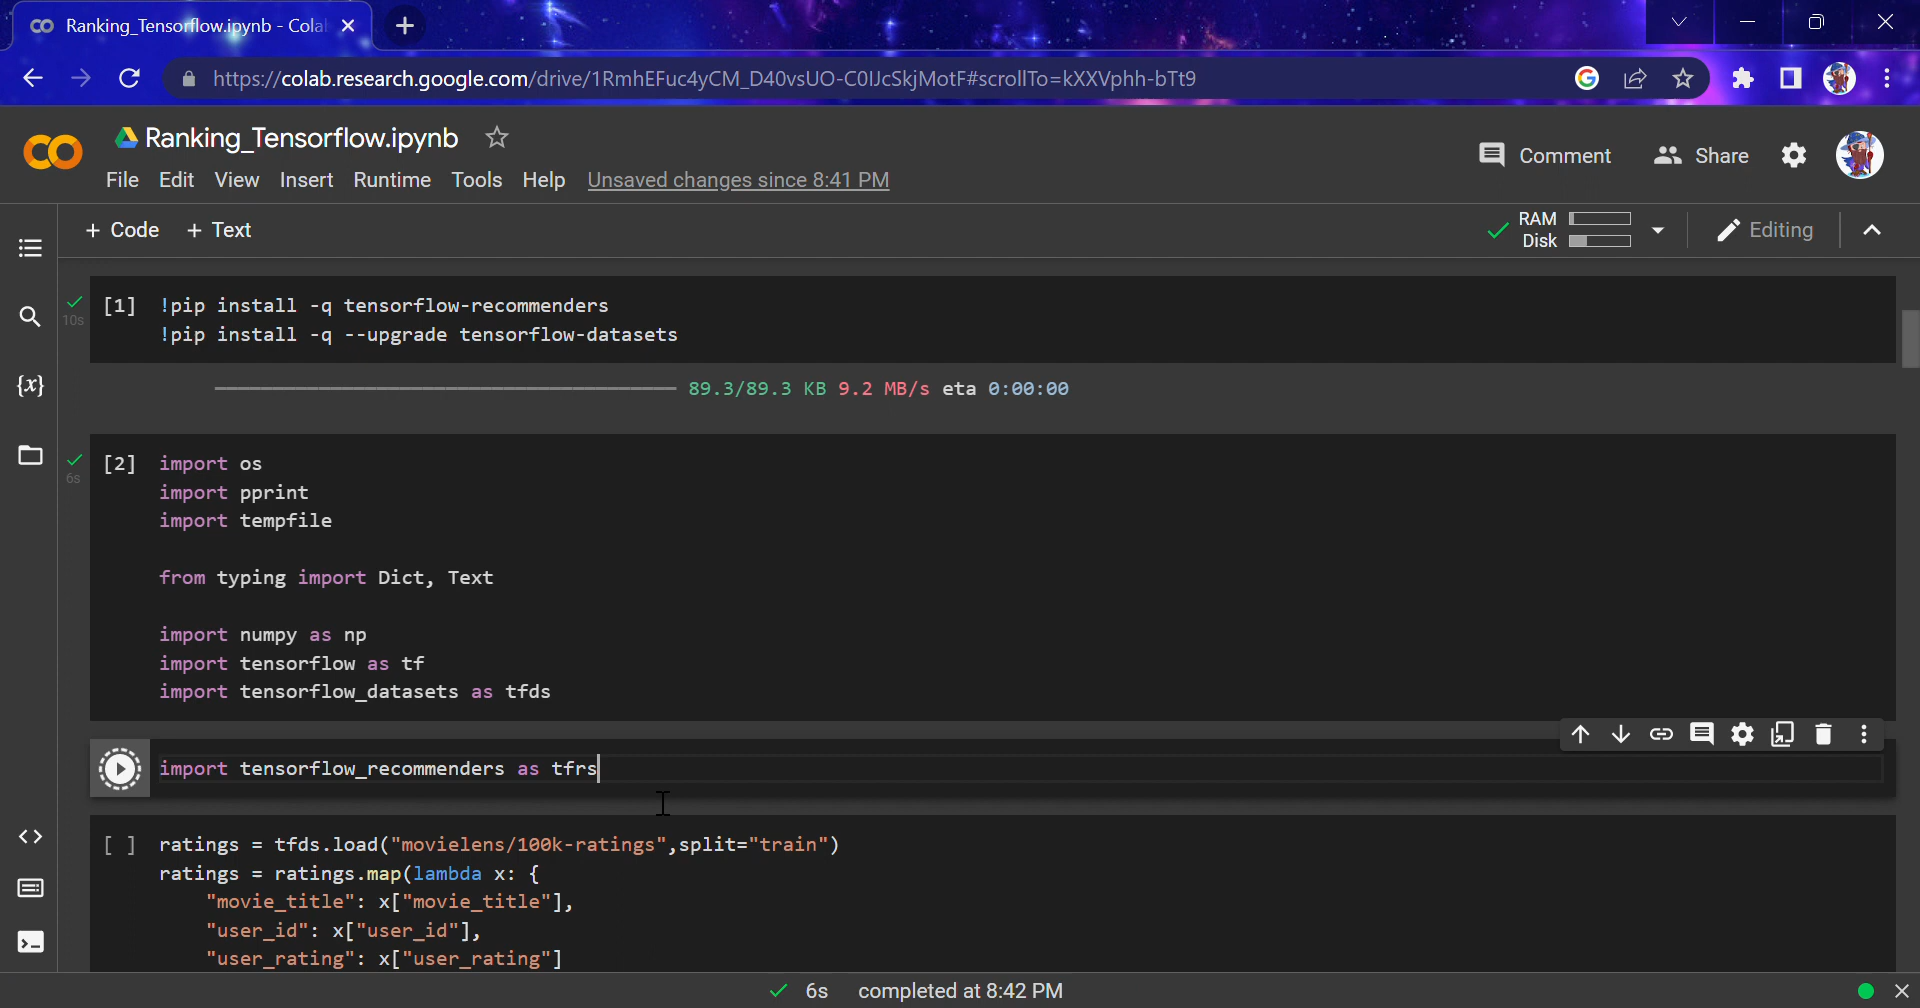 Ranking_Tensorflow.ipynb - Cola
https://colab.research.google.com/drive/1RmhEFuc4yCM_D40vsUO-C0IJcSkjMotF#scrollTo=kXXVphh-bTt9
Ranking_Tensorflow.ipynb
Comment
Share
File Edit View Insert Runtime Tools Help Unsaved changes since 8:41 PM
+ Code + Text
RAM
Disk
Editing
[1] !pip install -q tensorflow-recommenders
10s
!pip install -q --upgrade tensorflow-datasets
89.3/89.3 KB 9.2 MB/s eta 0:00:00
[2] import os
6s
import pprint
import tempfile
from typing import Dict, Text
import numpy as np
import tensorflow as tf
import tensorflow_datasets as tfds
import tensorflow_recommenders as tfrs
[ ] ratings = tfds.load("movielens/100k-ratings",split="train")
ratings = ratings.map(lambda x: {
"movie_title": x["movie_title"],
"user_id": x["user_id"],
"user_rating": x["user_rating"]
6s completed at 8:42 PM